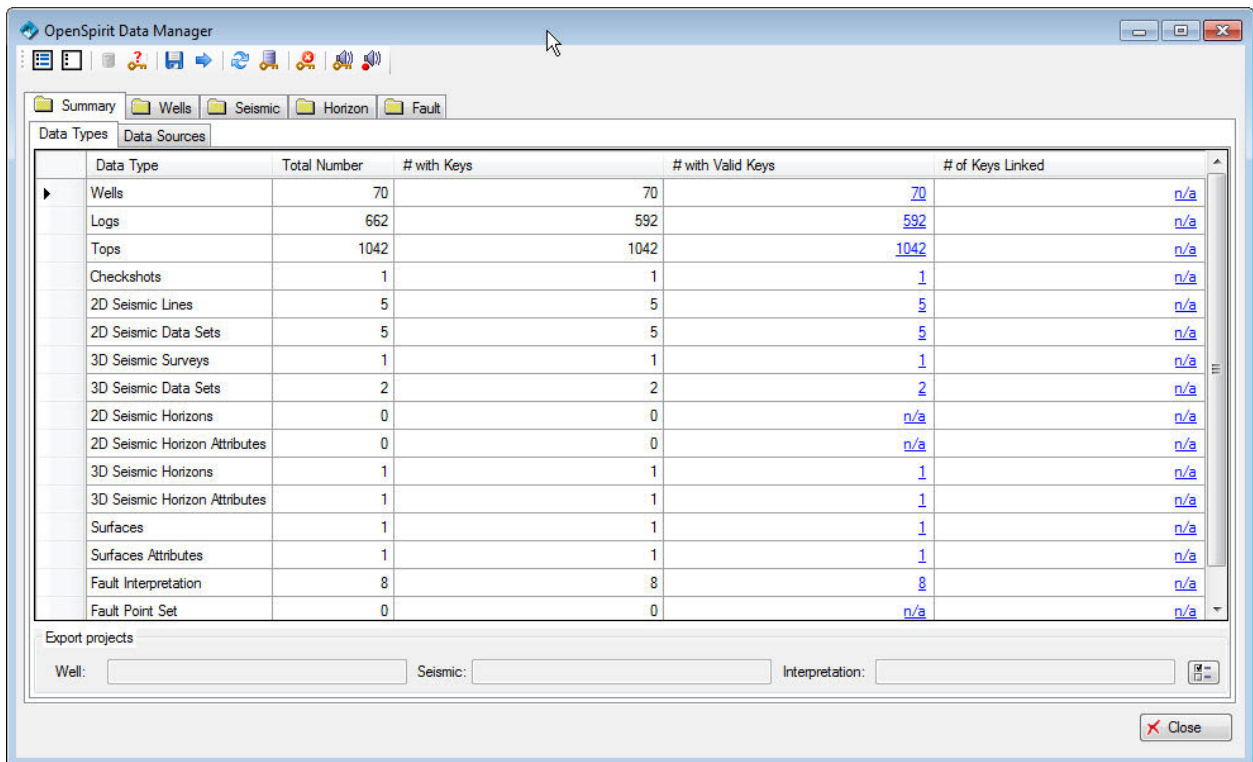 OpenSpirit Data Manager
Summary Wells Seismic Horizon Fault
Data Types Data Sources
Data Type Total Number # with Keys # with Valid Keys # of Keys Linked
Wells 70 70 70 n/a
Logs 662 592 592 n/a
Tops 1042 1042 1042 n/a
Checkshots 1 1 1 n/a
2D Seismic Lines 5 5 5 n/a
2D Seismic Data Sets 5 5 5 n/a
3D Seismic Surveys 1 1 1 n/a
3D Seismic Data Sets 2 2 2 n/a
2D Seismic Horizons 0 0 n/a n/a
2D Seismic Horizon Attributes 0 0 n/a n/a
3D Seismic Horizons 1 1 1 n/a
3D Seismic Horizon Attributes 1 1 1 n/a
Surfaces 1 1 1 n/a
Surfaces Attributes 1 1 1 n/a
Fault Interpretation 8 8 8 n/a
Fault Point Set 0 0 n/a n/a
Export projects
Well: Seismic: Interpretation:
Close